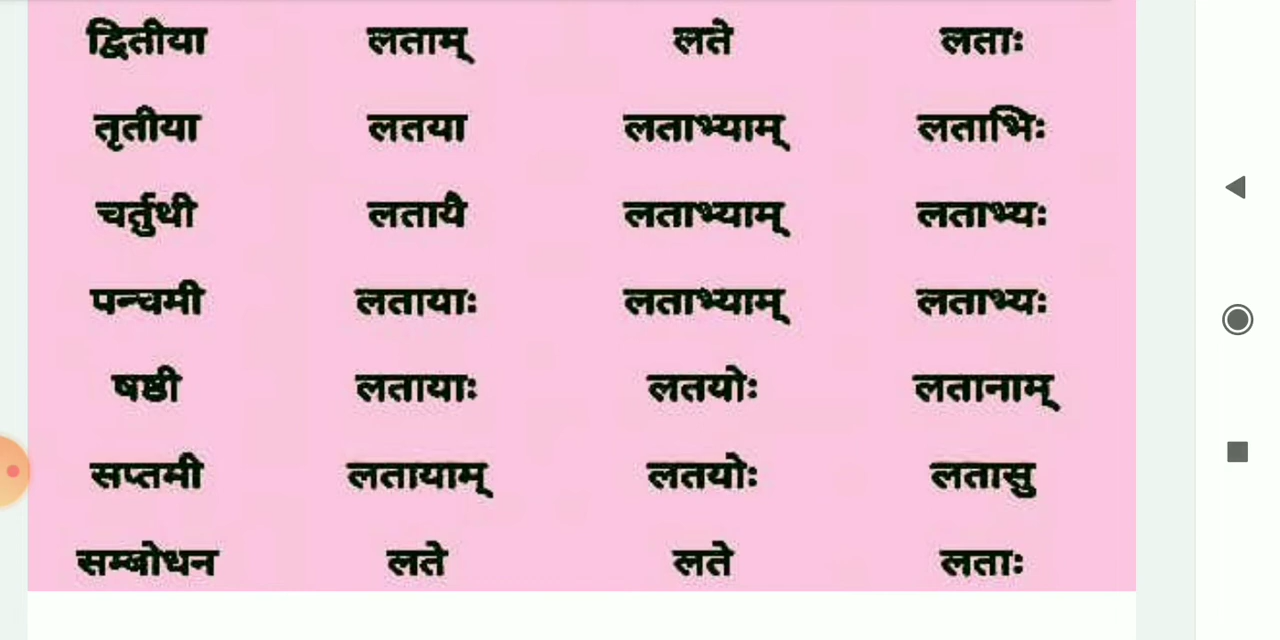 द्वितीया लताम् लते लताः
तृतीया लतया लताभ्याम् लताभिः
चर्तुथी लतायै लताभ्याम् लताभ्यः
पन्चमी लतायाः लताभ्याम् लताभ्यः
षष्ठी लतायाः लतयोः लतानाम्
सप्तमी लतायाम् लतयोः लतासु
सम्बोधन लते लते लताः